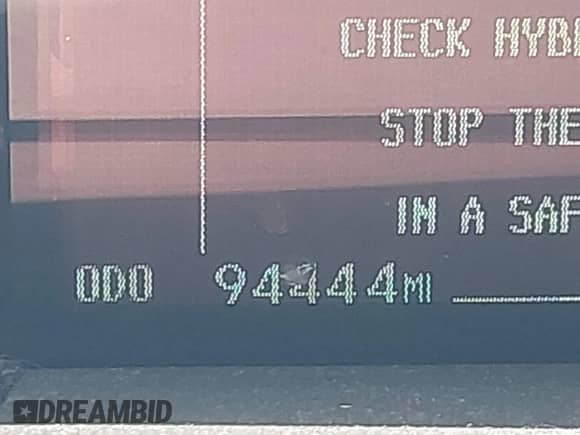 CHECK HYB
STOP THE
IN A SAF
ODO 94444MI
DREAMBID